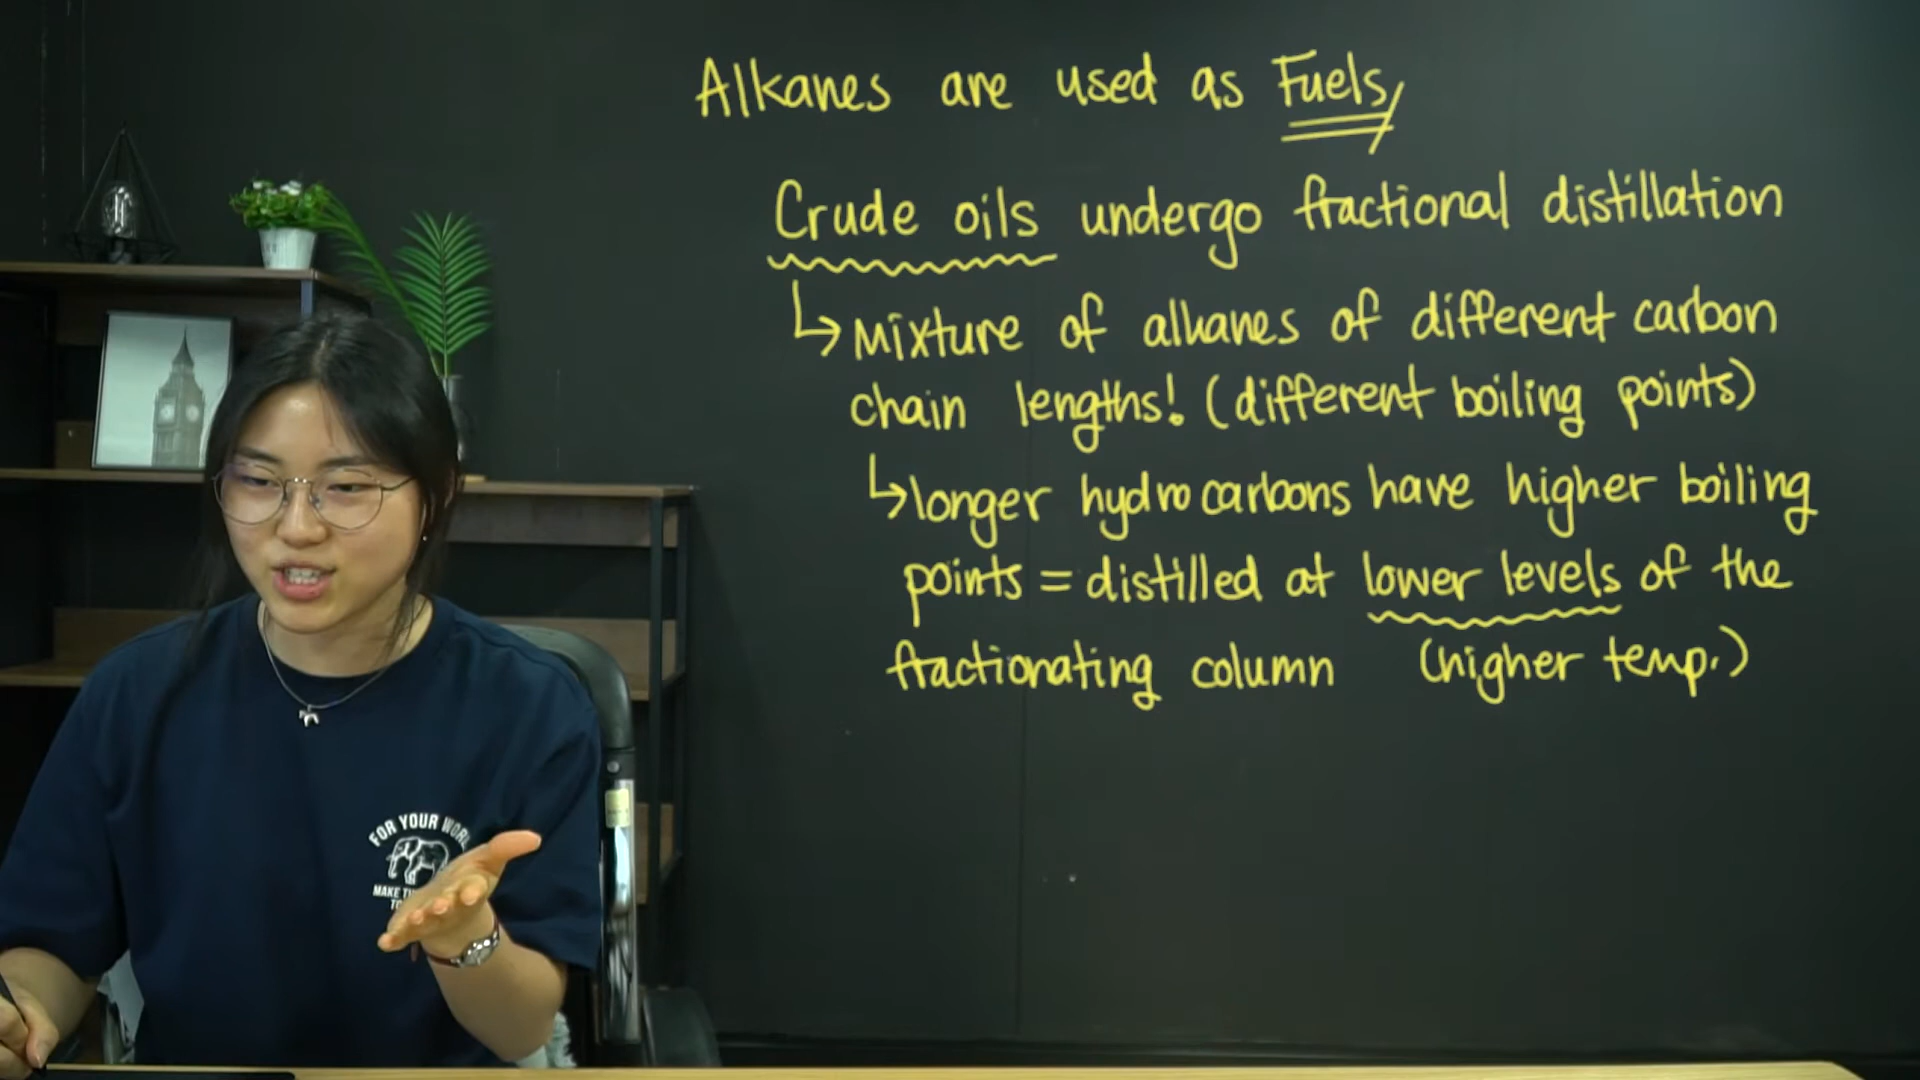 Alkanes are used as Fuels
Crude oils undergo fractional distillation
↳ Mixture of alkanes of different carbon
chain lengths! (different boiling points)
↳ longer hydrocarbons have higher boiling
points = distilled at lower levels of the
fractionating column (higher temp.)
FOR YOUR
MAKE